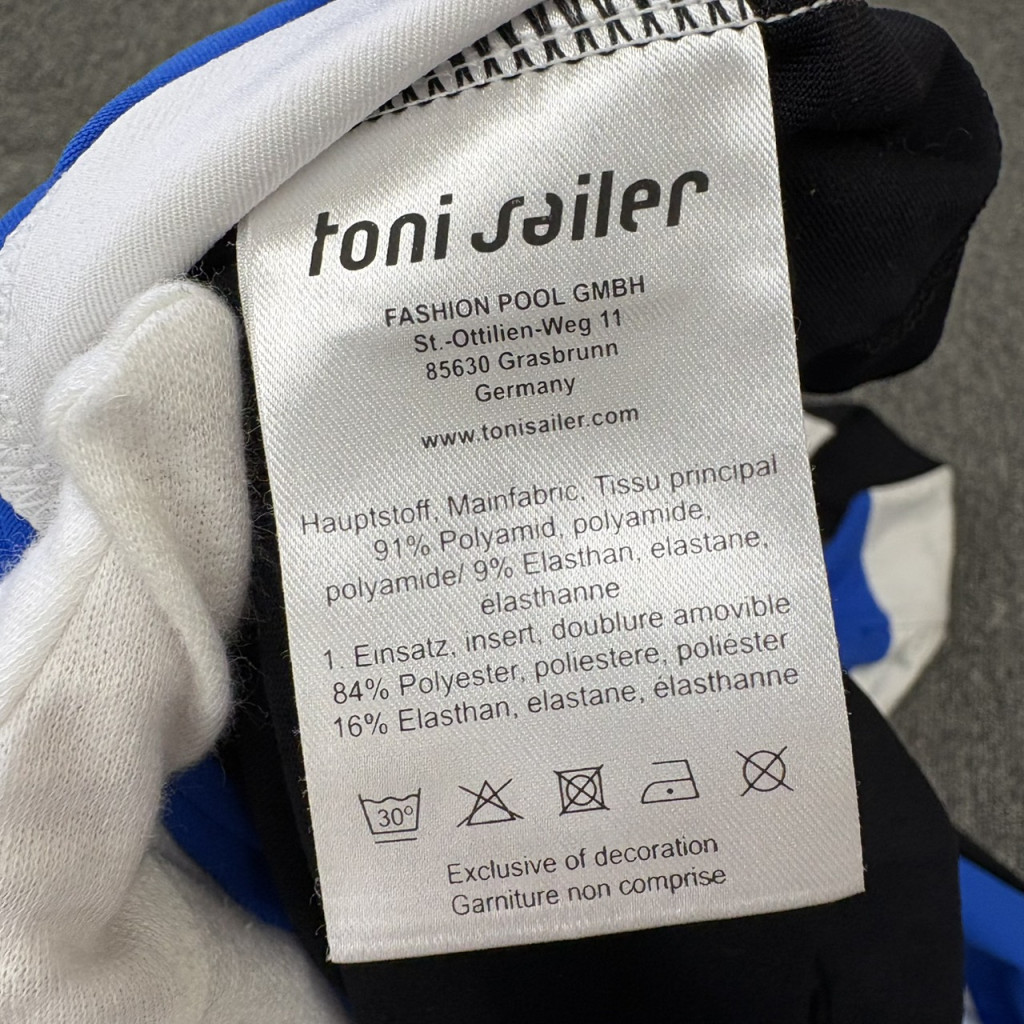 toni sailer
FASHION POOL GMBH
St.-Ottilien-Weg 11
85630 Grasbrunn
Germany
www.tonisailer.com
Hauptstoff, Mainfabric, Tissu principal
91% Polyamid, polyamide,
polyamide/ 9% Elasthan, elastane,
élasthanne
1. Einsatz, insert, doublure amovible
84% Polyester, poliestere, poliéster
16% Elasthan, elastane, élasthanne
30°
Exclusive of decoration
Garniture non comprise